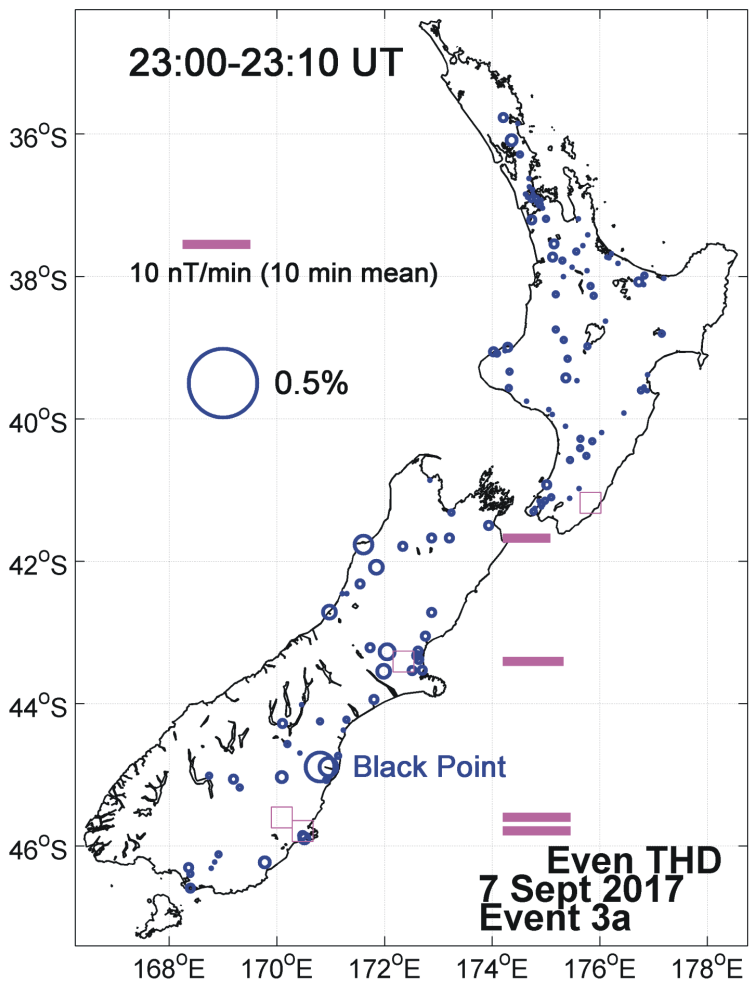 23:00-23:10 UT
36°S
10 nT/min (10 min mean)
38°S
0.5%
40°S
42°S
44°S
Black Point
46°S
Even THD
7 Sept 2017
Event 3a
168°E 170°E 172°E 174°E 176°E 178°E